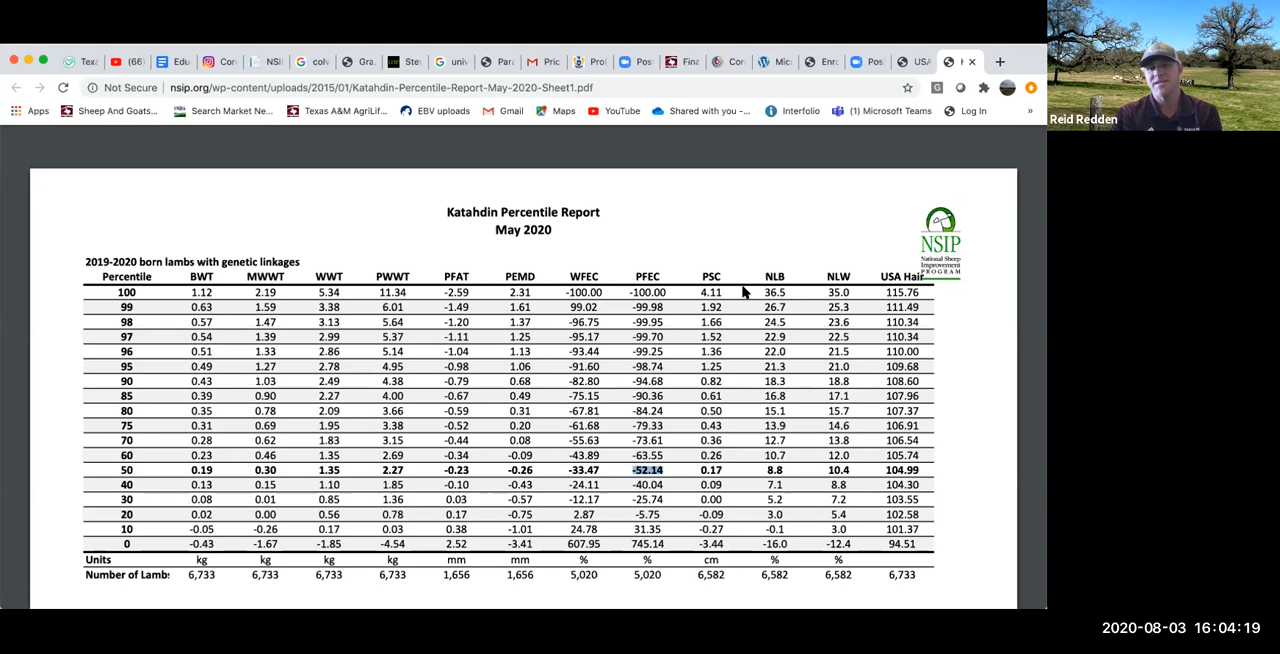 Texa
(66)
Edu
Con
NSI
colv
Gra.
Stev
univ
Para
Pric
Prof
Post
Fina
Con
Micr
Enro
Pos
USA
Not Secure | nsip.org/wp-content/uploads/2015/01/Katahdin-Percentile-Report-May-2020-Sheet1.pdf
Apps Sheep And Goats... Search Market Ne... Texas A&M AgriLif... EBV uploads Gmail Maps YouTube Shared with you -... Interfolio (1) Microsoft Teams Log In »
Reid Redden
Katahdin Percentile Report
May 2020
NSIP
National Sheep
Improvement
PROGRAM
2019-2020 born lambs with genetic linkages
Percentile BWT MWWT WWT PWWT PFAT PEMD WFEC PFEC PSC NLB NLW USA Hair
100 1.12 2.19 5.34 11.34 -2.59 2.31 -100.00 -100.00 4.11 36.5 35.0 115.76
99 0.63 1.59 3.38 6.01 -1.49 1.61 99.02 -99.98 1.92 26.7 25.3 111.49
98 0.57 1.47 3.13 5.64 -1.20 1.37 -96.75 -99.95 1.66 24.5 23.6 110.34
97 0.54 1.39 2.99 5.37 -1.11 1.25 -95.17 -99.70 1.52 22.9 22.5 110.34
96 0.51 1.33 2.86 5.14 -1.04 1.13 -93.44 -99.25 1.36 22.0 21.5 110.00
95 0.49 1.27 2.78 4.95 -0.98 1.06 -91.60 -98.74 1.25 21.3 21.0 109.68
90 0.43 1.03 2.49 4.38 -0.79 0.68 -82.80 -94.68 0.82 18.3 18.8 108.60
85 0.39 0.90 2.27 4.00 -0.67 0.49 -75.15 -90.36 0.61 16.8 17.1 107.96
80 0.35 0.78 2.09 3.66 -0.59 0.31 -67.81 -84.24 0.50 15.1 15.7 107.37
75 0.31 0.69 1.95 3.38 -0.52 0.20 -61.68 -79.33 0.43 13.9 14.6 106.91
70 0.28 0.62 1.83 3.15 -0.44 0.08 -55.63 -73.61 0.36 12.7 13.8 106.54
60 0.23 0.46 1.35 2.69 -0.34 -0.09 -43.89 -63.55 0.26 10.7 12.0 105.74
50 0.19 0.30 1.35 2.27 -0.23 -0.26 -33.47 -52.14 0.17 8.8 10.4 104.99
40 0.13 0.15 1.10 1.85 -0.10 -0.43 -24.11 -40.04 0.09 7.1 8.8 104.30
30 0.08 0.01 0.85 1.36 0.03 -0.57 -12.17 -25.74 0.00 5.2 7.2 103.55
20 0.02 0.00 0.56 0.78 0.17 -0.75 2.87 -5.75 -0.09 3.0 5.4 102.58
10 -0.05 -0.26 0.17 0.03 0.38 -1.01 24.78 31.35 -0.27 -0.1 3.0 101.37
0 -0.43 -1.67 -1.85 -4.54 2.52 -3.41 607.95 745.14 -3.44 -16.0 -12.4 94.51
Units kg kg kg kg mm mm % % cm % %
Number of Lambs 6,733 6,733 6,733 6,733 1,656 1,656 5,020 5,020 6,582 6,582 6,582 6,733
2020-08-03 16:04:19